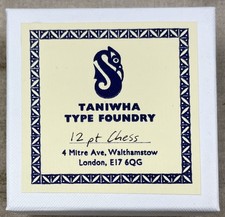 TANIWHA
TYPE FOUNDRY
12 pt Chess
4 Mitre Ave, Walthamstow
London, E17 6QG